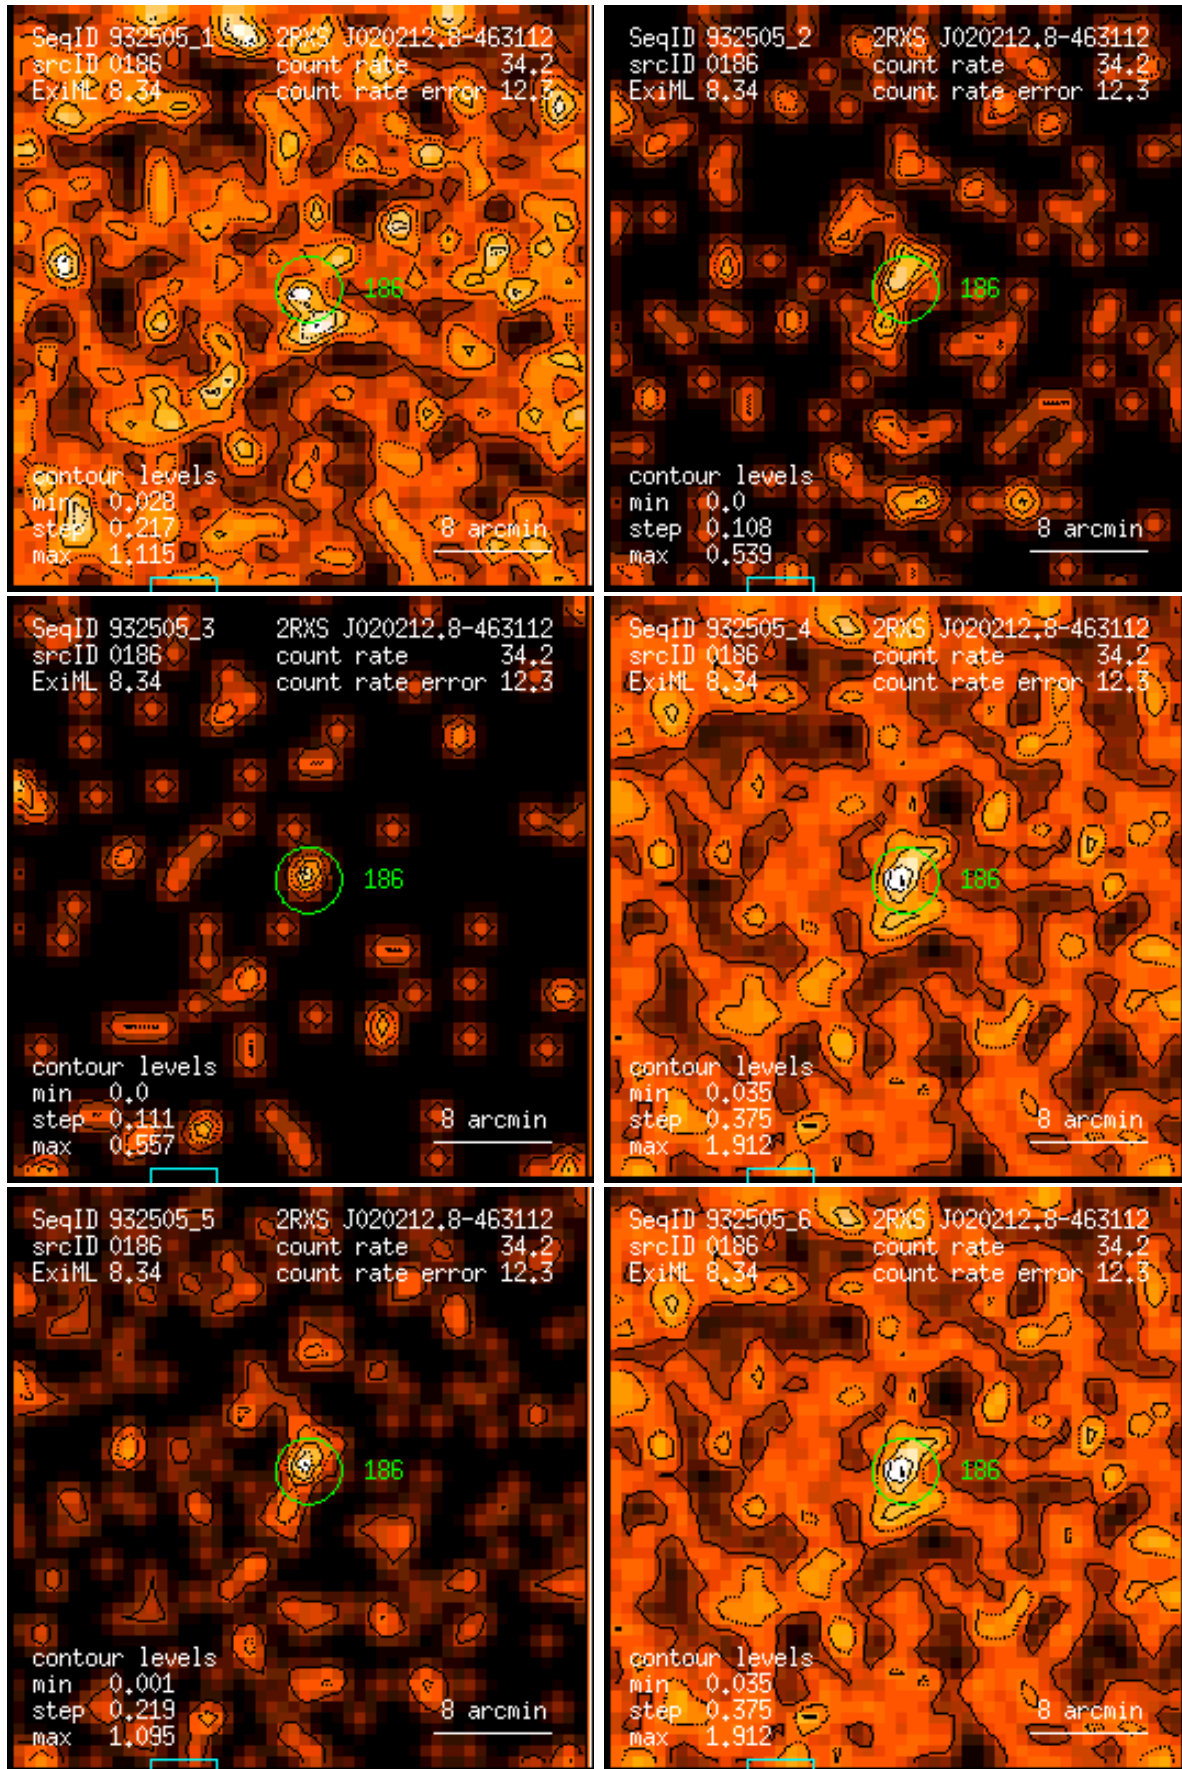 SeqID 932505_1 2RXS J020212.8-463112
srcID 0186 count rate 34.2
ExiML 8.34 count rate error 12.3
186
contour levels
min 0.028
step 0.217 8 arcmin
max 1.115
SeqID 932505_2 2RXS J020212.8-463112
srcID 0186 count rate 34.2
ExiML 8.34 count rate error 12.3
186
contour levels
min 0.0
step 0.108 8 arcmin
max 0.539
SeqID 932505_3 2RXS J020212.8-463112
srcID 0186 count rate 34.2
ExiML 8.34 count rate error 12.3
186
contour levels
min 0.0
step 0.111 8 arcmin
max 0.557
SeqID 932505_4 2RXS J020212.8-463112
srcID 0186 count rate 34.2
ExiML 8.34 count rate error 12.3
186
contour levels
min 0.035
step 0.375 8 arcmin
max 1.912
SeqID 932505_5 2RXS J020212.8-463112
srcID 0186 count rate 34.2
ExiML 8.34 count rate error 12.3
186
contour levels
min 0.001
step 0.219 8 arcmin
max 1.095
SeqID 932505_6 2RXS J020212.8-463112
srcID 0186 count rate 34.2
ExiML 8.34 count rate error 12.3
186
contour levels
min 0.035
step 0.375 8 arcmin
max 1.912